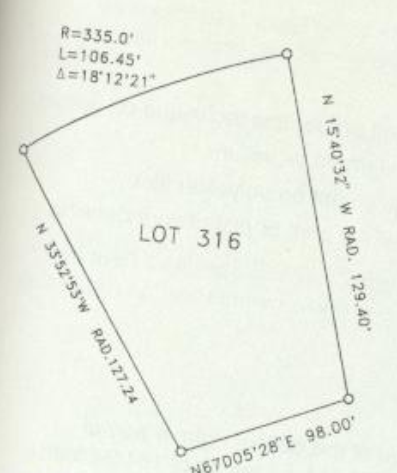 R=335.0'
L=106.45'
Δ=18°12'21"
N 15°40'32" W RAD. 129.40'
LOT 316
N 33°52'53"W RAD.127.24
N67D05'28"E 98.00'